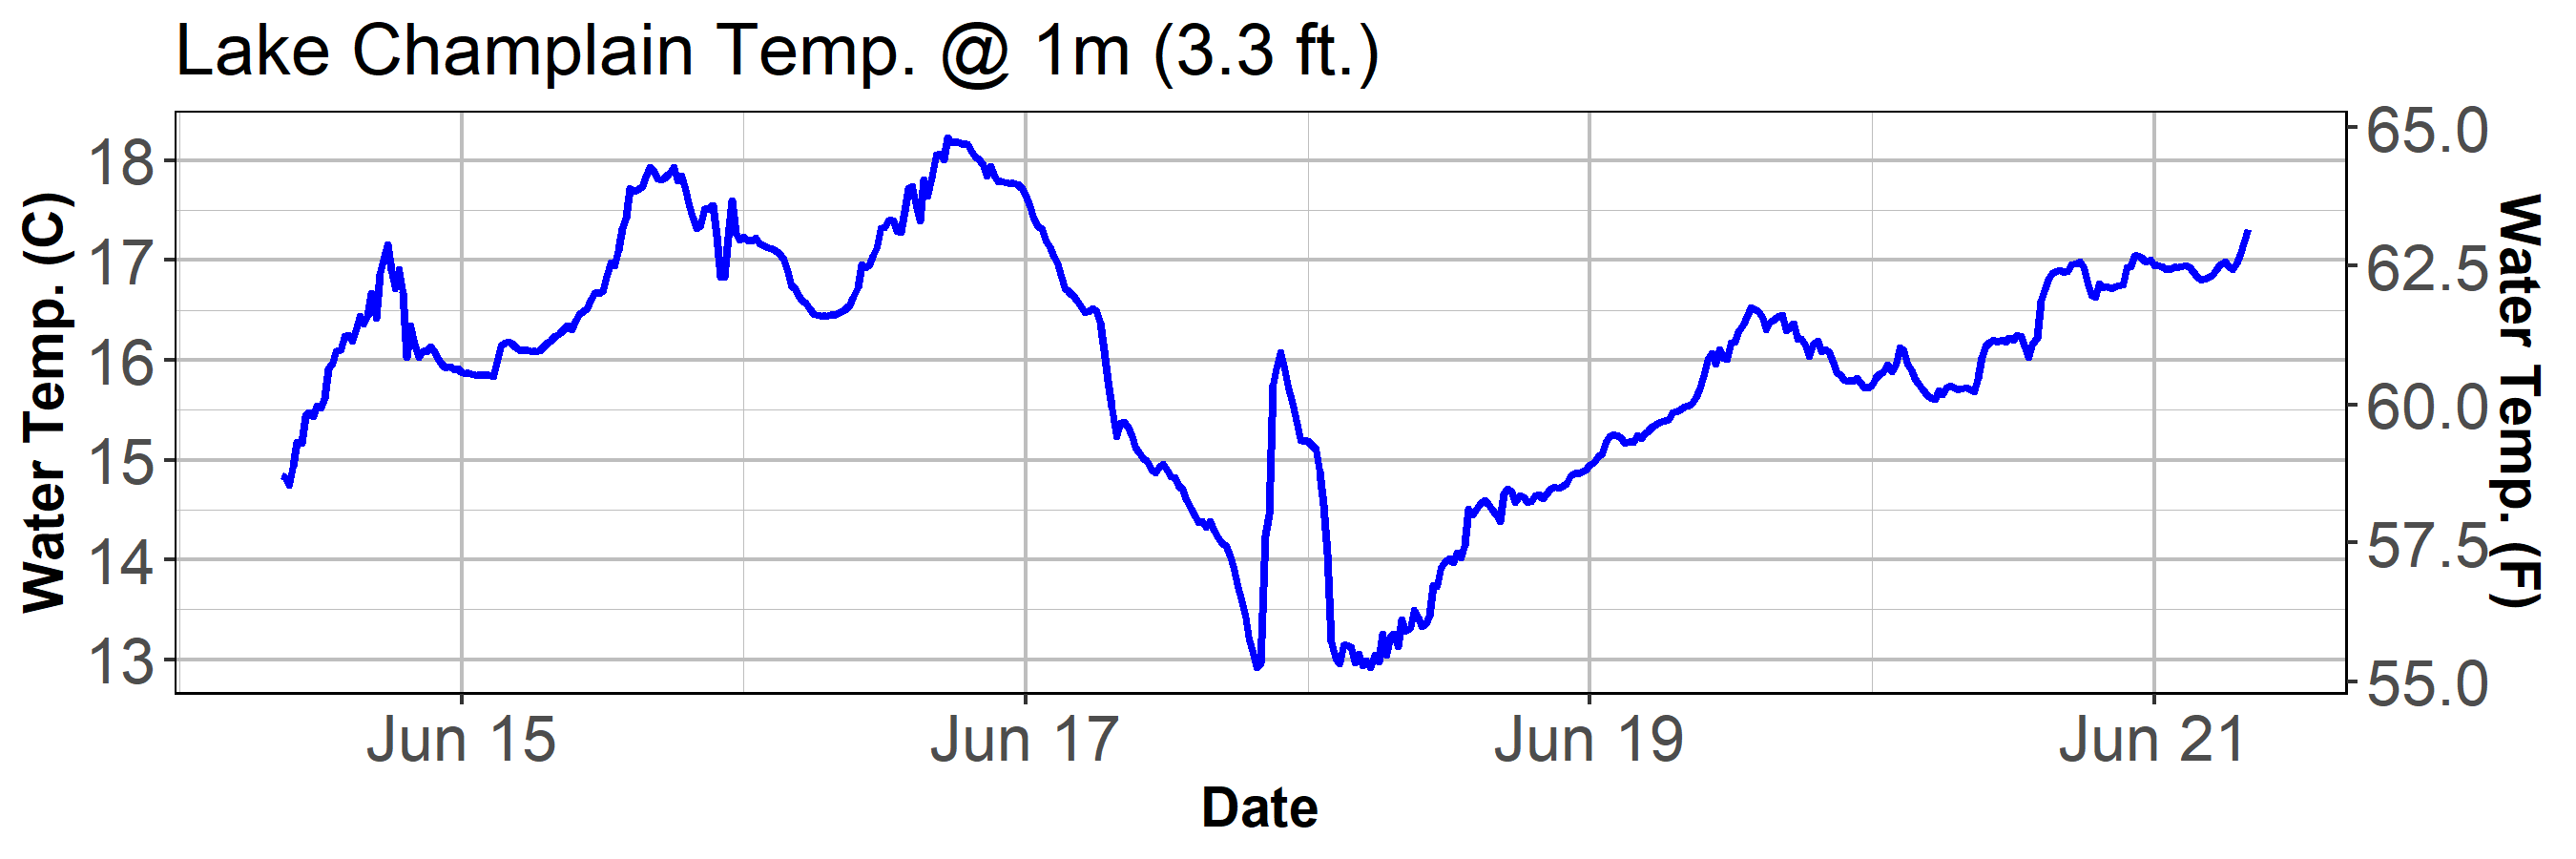 Lake Champlain Temp. @ 1m (3.3 ft.)
Water Temp. (C)
18
17
16
15
14
13
65.0
62.5
60.0
57.5
55.0
Water Temp. (F)
Jun 15
Jun 17
Jun 19
Jun 21
Date